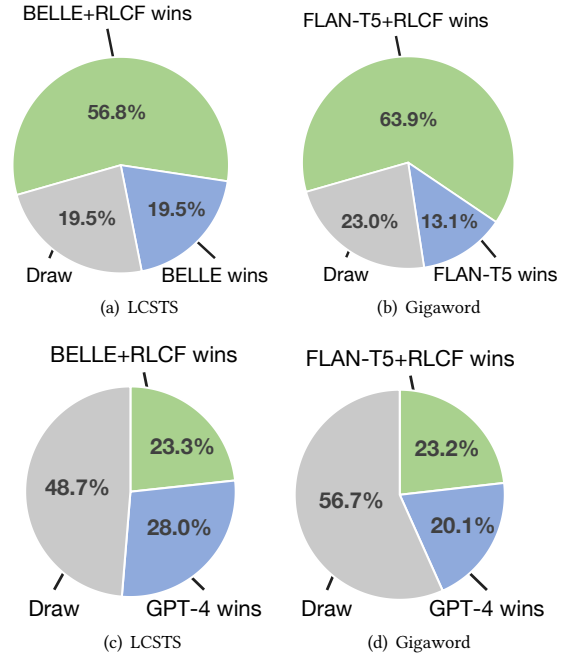 BELLE+RLCF wins
56.8%
19.5%
19.5%
Draw
BELLE wins
(a) LCSTS
FLAN-T5+RLCF wins
63.9%
23.0%
13.1%
Draw
FLAN-T5 wins
(b) Gigaword
BELLE+RLCF wins
23.3%
48.7%
28.0%
Draw
GPT-4 wins
(c) LCSTS
FLAN-T5+RLCF wins
23.2%
56.7%
20.1%
Draw
GPT-4 wins
(d) Gigaword